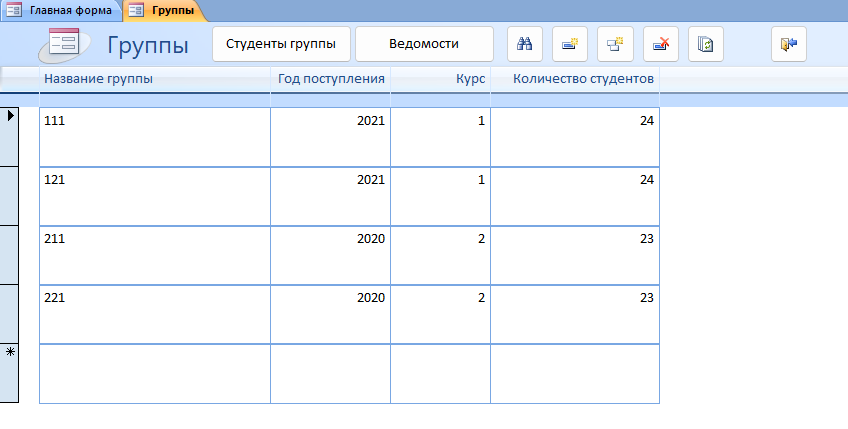 Главная форма Группы
Группы Студенты группы Ведомости
Название группы Год поступления Курс Количество студентов
111 2021 1 24
121 2021 1 24
211 2020 2 23
221 2020 2 23